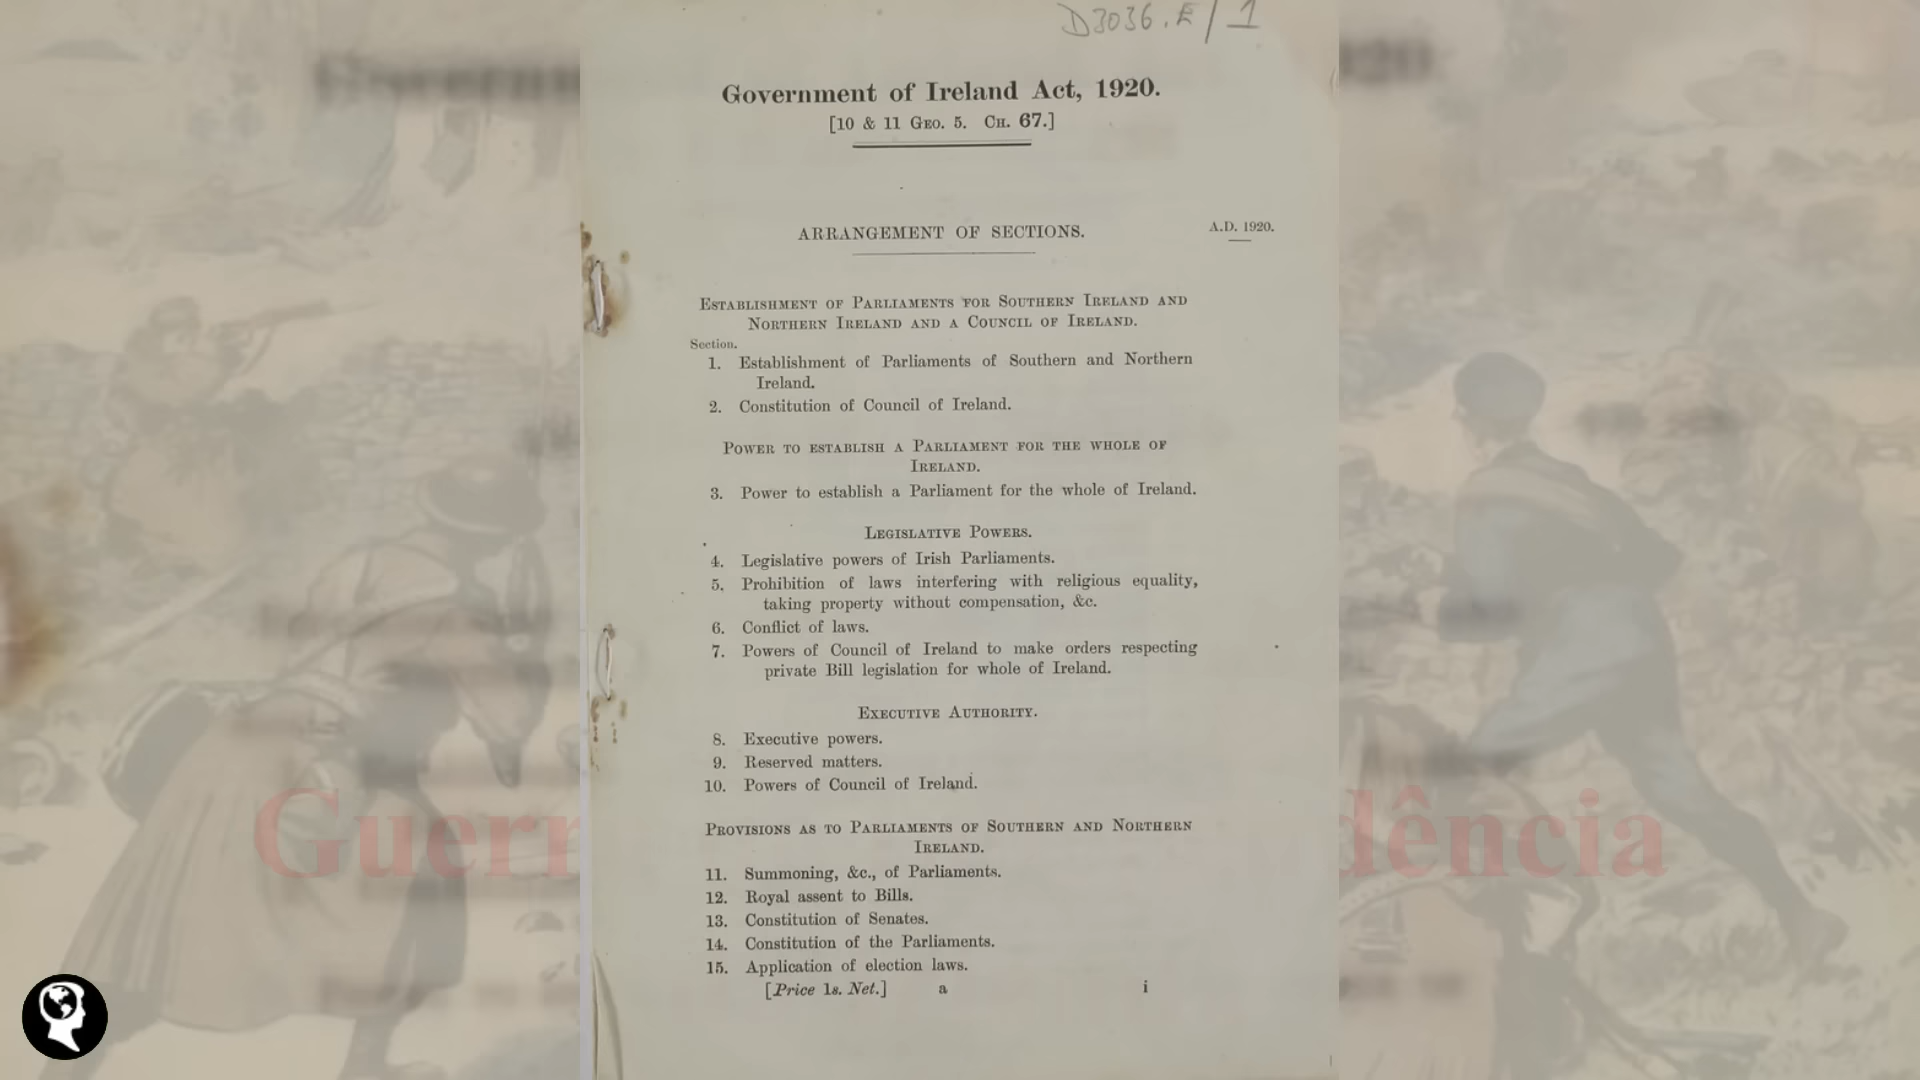 D3036.E/1
Government of Ireland Act, 1920.
[10 & 11 Geo. 5. Ch. 67.]
ARRANGEMENT OF SECTIONS.
A.D. 1920.
Establishment of Parliaments for Southern Ireland and
Northern Ireland and a Council of Ireland.
Section.
1. Establishment of Parliaments of Southern and Northern
Ireland.
2. Constitution of Council of Ireland.
Power to establish a Parliament for the whole of
Ireland.
3. Power to establish a Parliament for the whole of Ireland.
Legislative Powers.
4. Legislative powers of Irish Parliaments.
5. Prohibition of laws interfering with religious equality,
taking property without compensation, &c.
6. Conflict of laws.
7. Powers of Council of Ireland to make orders respecting
private Bill legislation for whole of Ireland.
Executive Authority.
8. Executive powers.
9. Reserved matters.
10. Powers of Council of Ireland.
Provisions as to Parliaments of Southern and Northern
Ireland.
11. Summoning, &c., of Parliaments.
12. Royal assent to Bills.
13. Constitution of Senates.
14. Constitution of the Parliaments.
15. Application of election laws.
[Price 1s. Net.] a i
Guerr dência